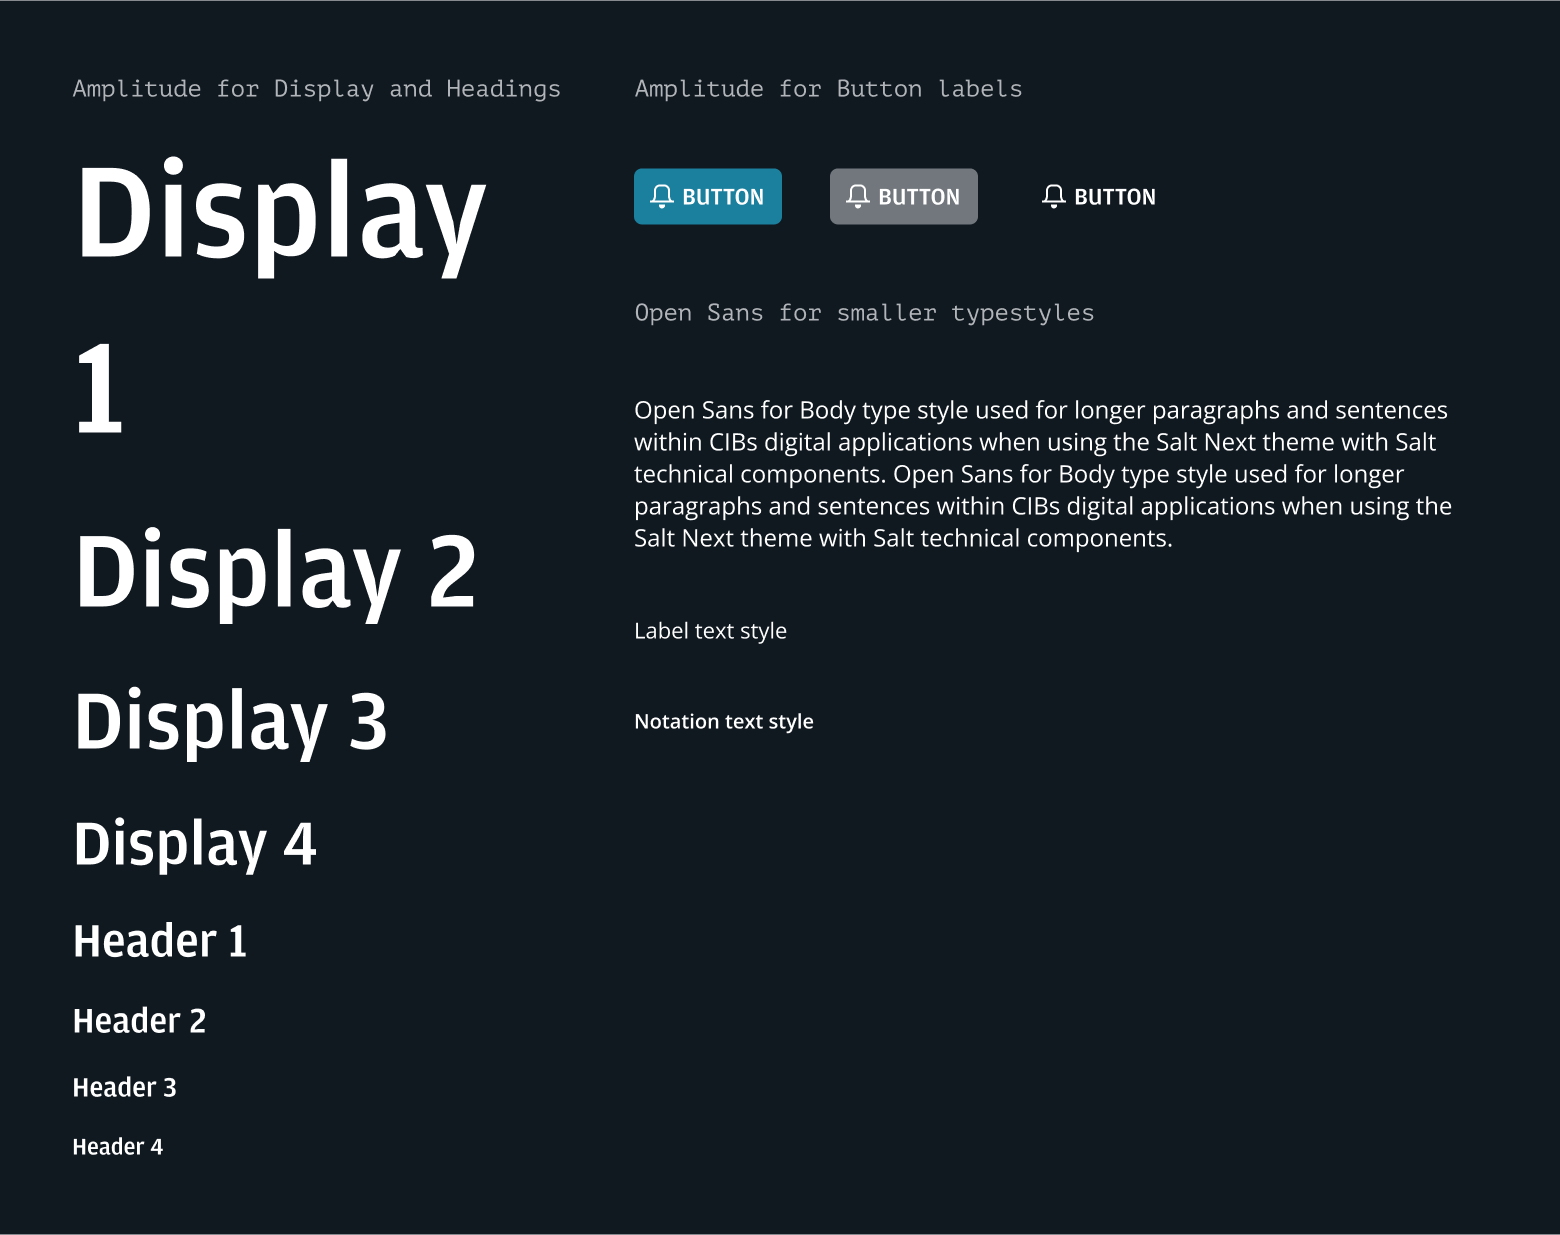 Amplitude for Display and Headings
Display
1
Display 2
Display 3
Display 4
Header 1
Header 2
Header 3
Header 4
Amplitude for Button labels
BUTTON
BUTTON
BUTTON
Open Sans for smaller typestyles
Open Sans for Body type style used for longer paragraphs and sentences
within CIBs digital applications when using the Salt Next theme with Salt
technical components. Open Sans for Body type style used for longer
paragraphs and sentences within CIBs digital applications when using the
Salt Next theme with Salt technical components.
Label text style
Notation text style